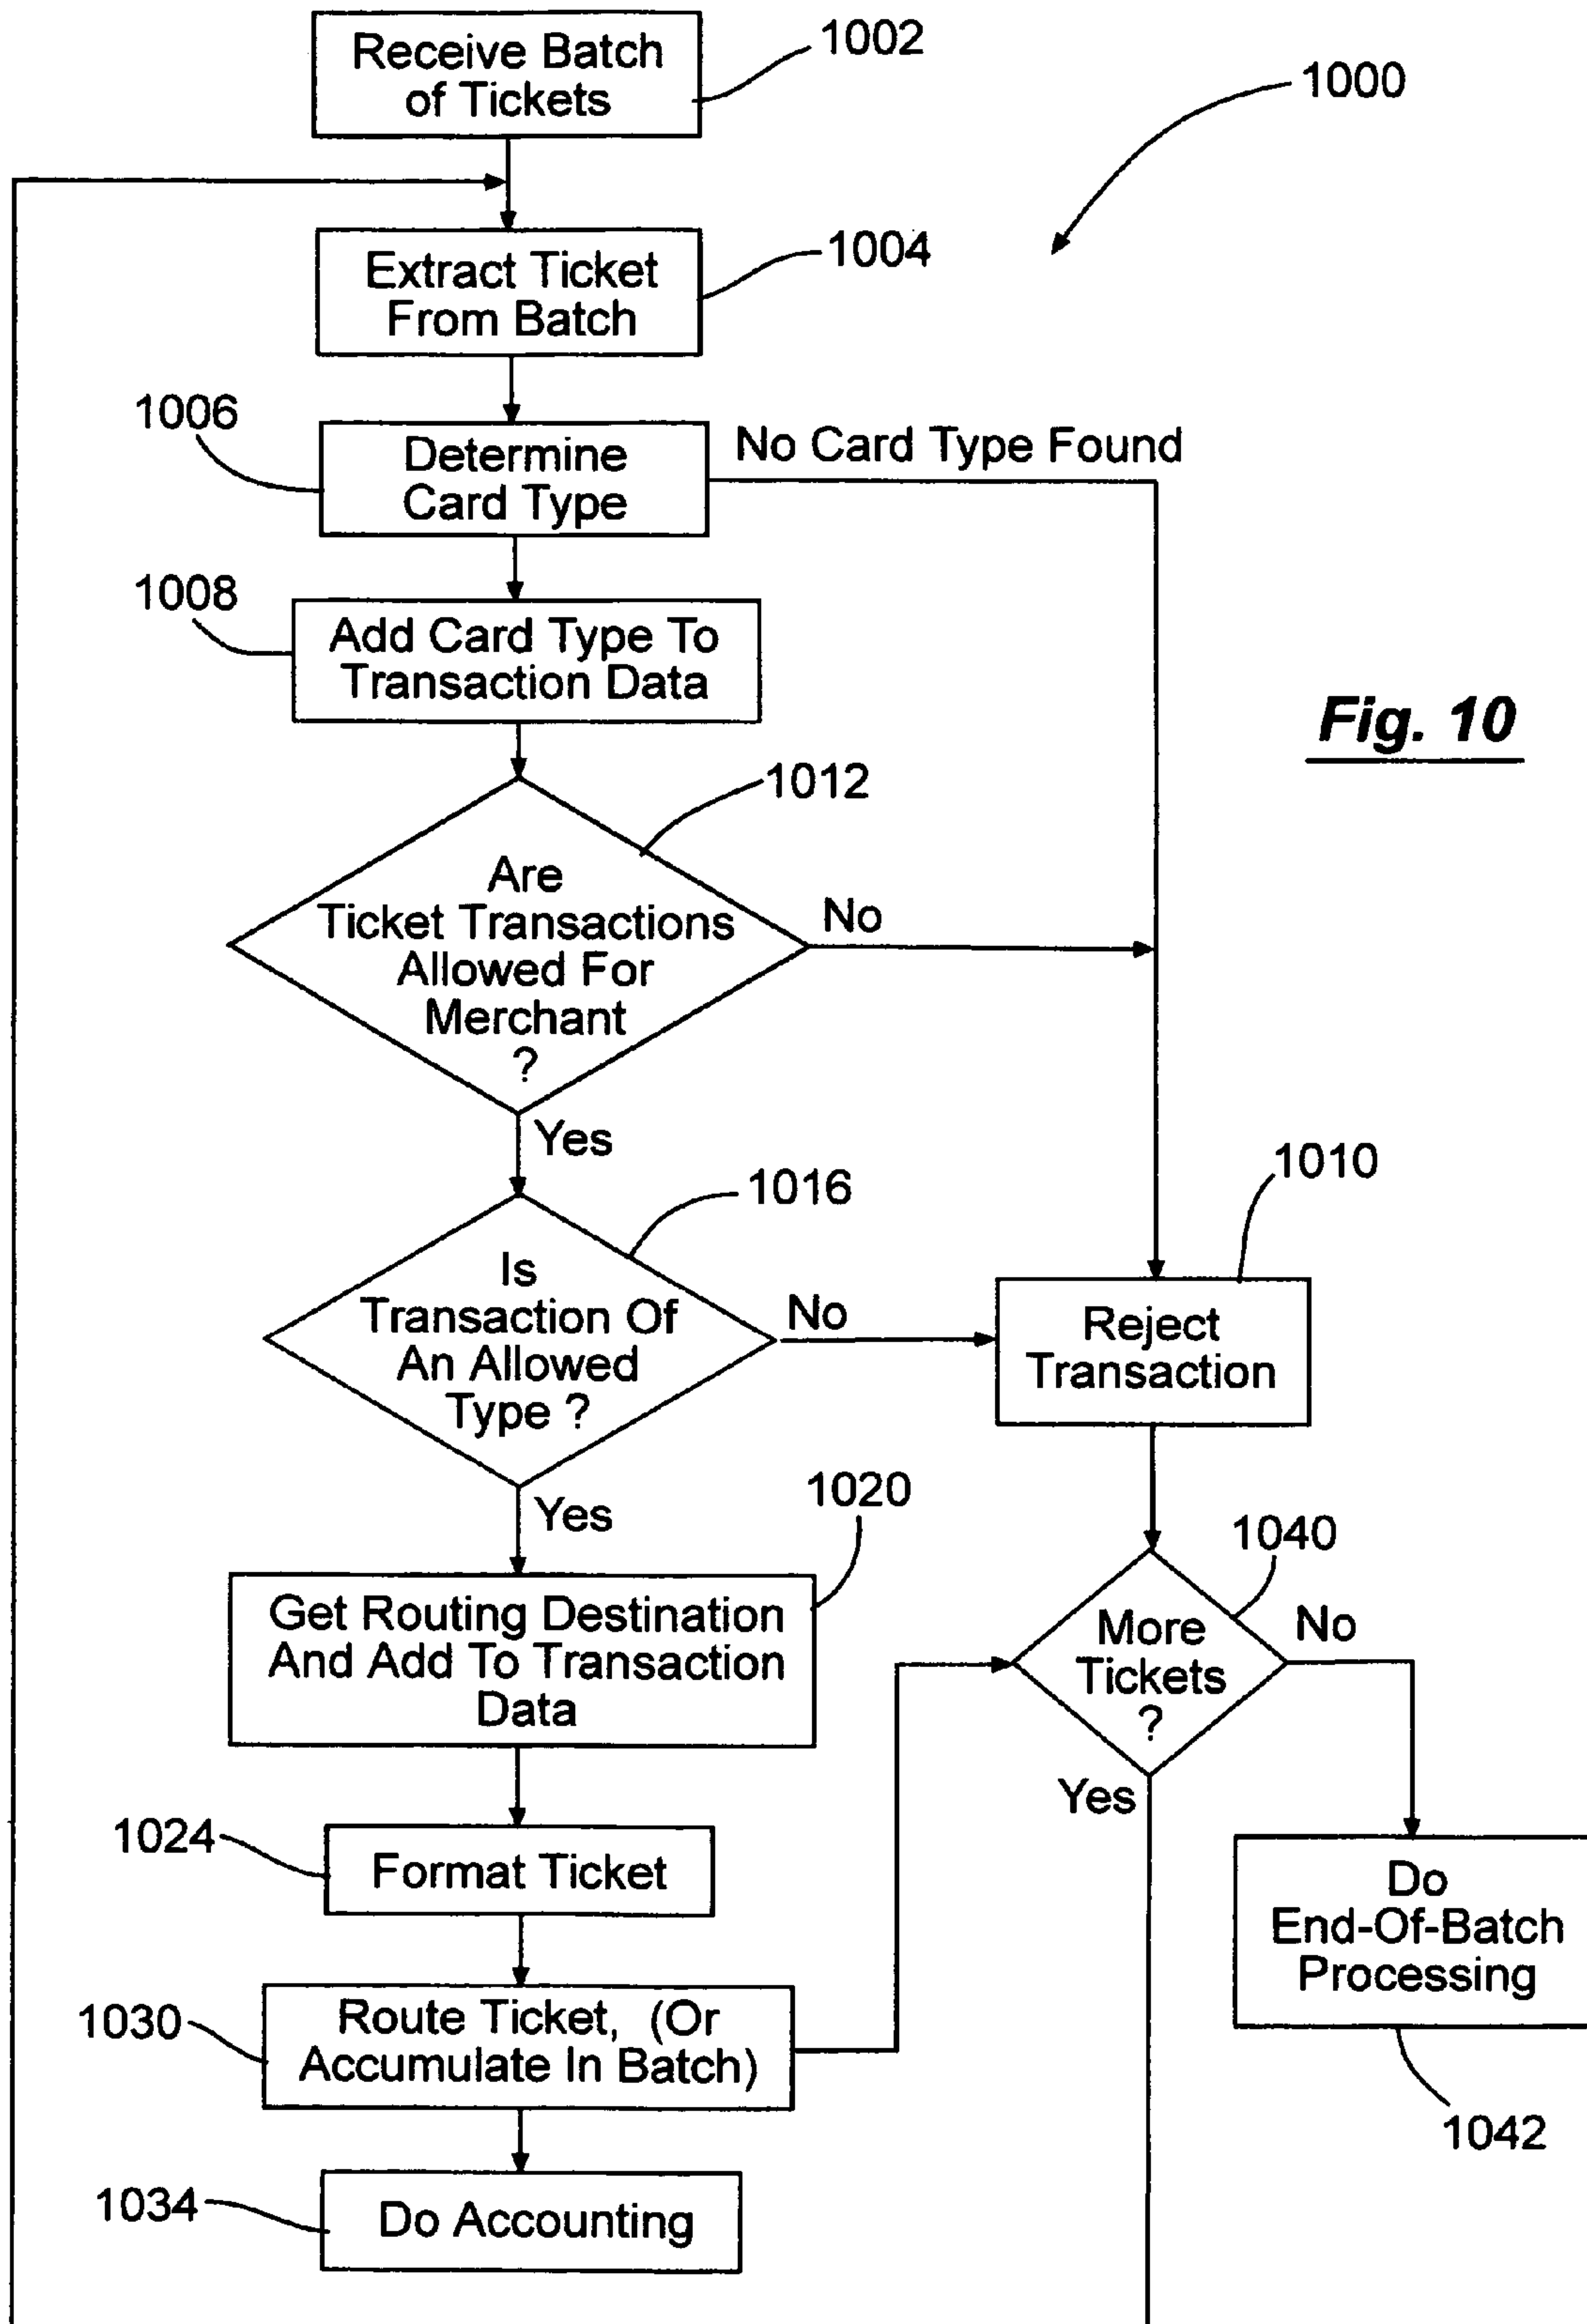 Receive Batch
of Tickets
1002
1000
Extract Ticket
From Batch
1004
1006
Determine
Card Type
No Card Type Found
1008
Add Card Type To
Transaction Data
Fig. 10
1012
Are
Ticket Transactions
Allowed For
Merchant
?
No
Yes
1010
1016
Is
Transaction Of
An Allowed
Type ?
No
Reject
Transaction
Yes
1020
1040
Get Routing Destination
And Add To Transaction
Data
More
Tickets
?
No
Yes
1024
Format Ticket
Do
End-Of-Batch
Processing
1030
Route Ticket, (Or
Accumulate In Batch)
1042
1034
Do Accounting